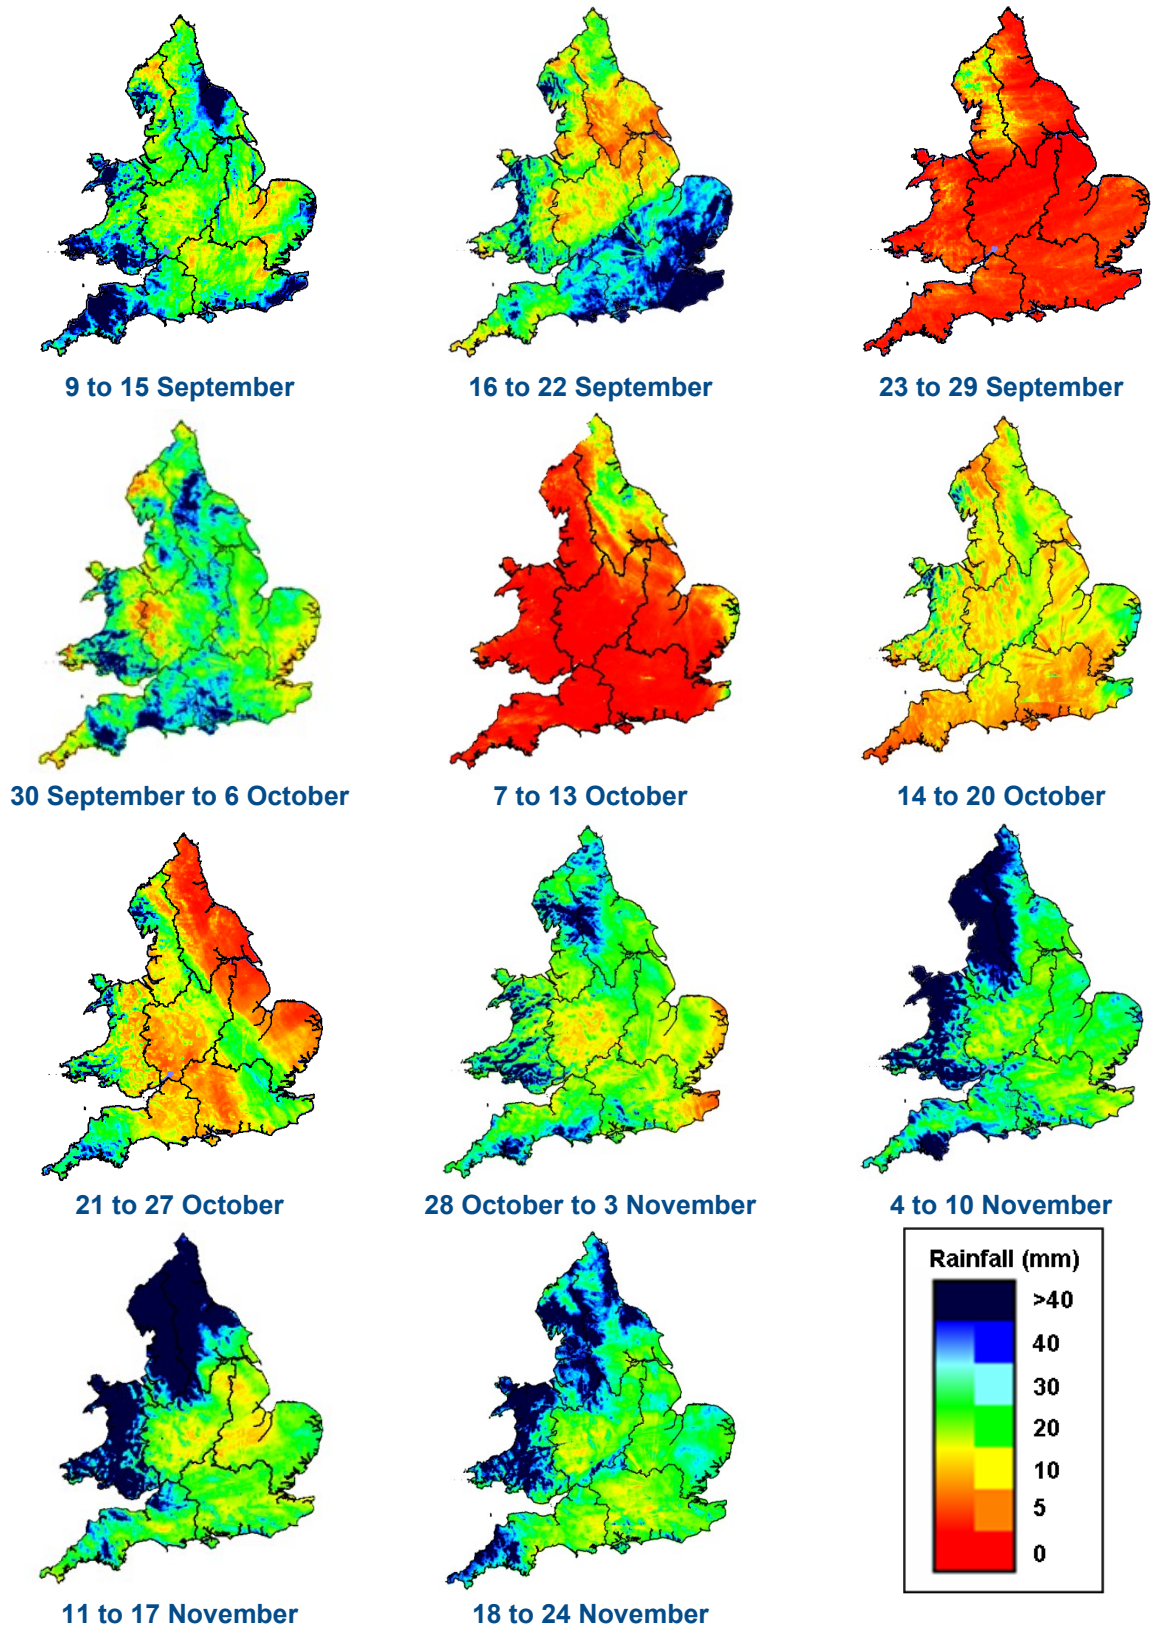 9 to 15 September
16 to 22 September
23 to 29 September
30 September to 6 October
7 to 13 October
14 to 20 October
21 to 27 October
28 October to 3 November
4 to 10 November
Rainfall (mm)
>40
40
30
20
10
5
0
11 to 17 November
18 to 24 November